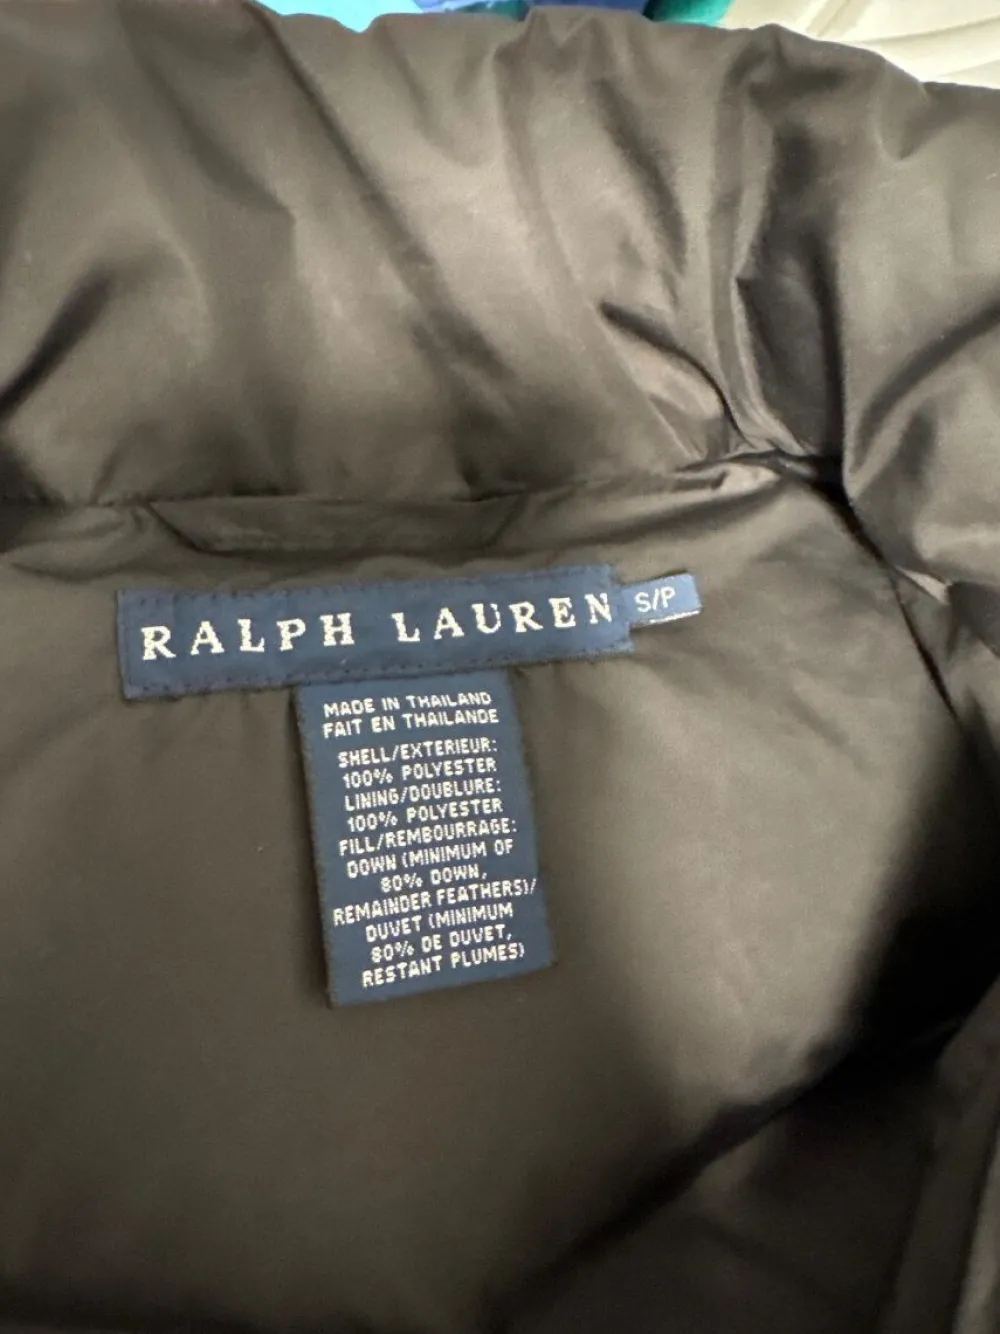 RALPH LAUREN
S/P
MADE IN THAILAND
FAIT EN THAILANDE
SHELL/EXTERIEUR:
100% POLYESTER
LINING/DOUBLURE:
100% POLYESTER
FILL/REMBOURRAGE:
DOWN (MINIMUM OF
80% DOWN,
REMAINDER FEATHERS)/
DUVET (MINIMUM
80% DE DUVET,
RESTANT PLUMES)